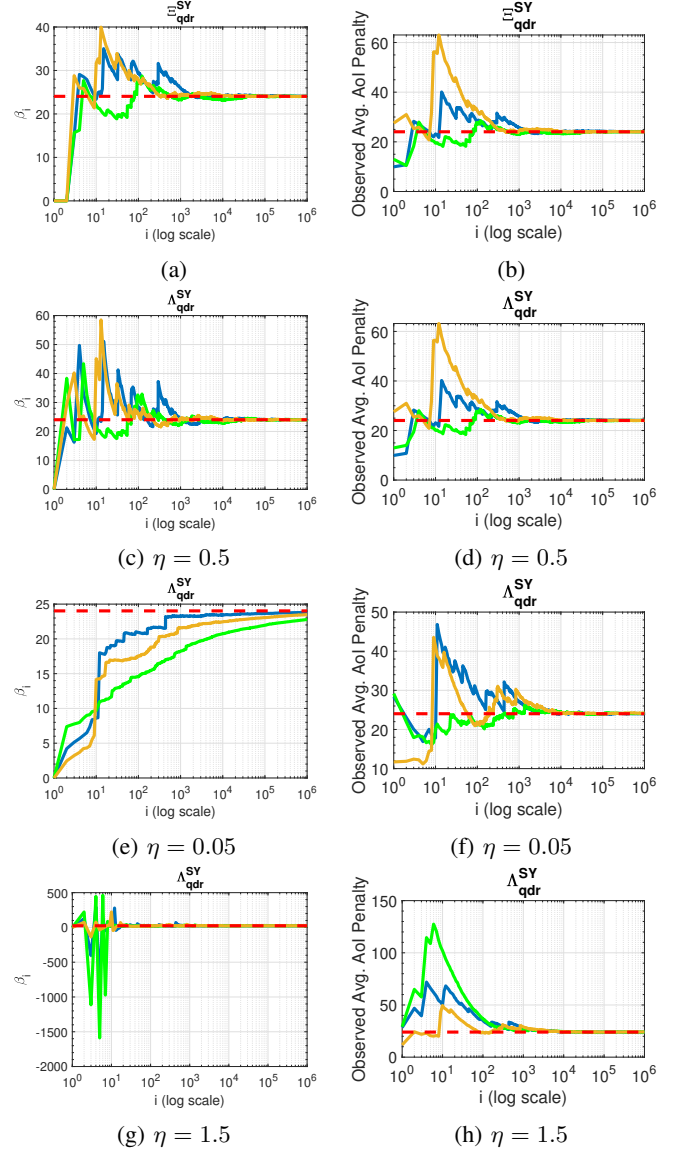 Ξ^SY_qdr
40
30
20
10
0
β_i
10^0 10^1 10^2 10^3 10^4 10^5 10^6
i (log scale)
(a)
Ξ^SY_qdr
60
40
20
0
Observed Avg. AoI Penalty
10^0 10^1 10^2 10^3 10^4 10^5 10^6
i (log scale)
(b)
Λ^SY_qdr
60
50
40
30
20
10
0
β_i
10^0 10^1 10^2 10^3 10^4 10^5 10^6
i (log scale)
(c) η = 0.5
Λ^SY_qdr
60
40
20
0
Observed Avg. AoI Penalty
10^0 10^1 10^2 10^3 10^4 10^5 10^6
i (log scale)
(d) η = 0.5
Λ^SY_qdr
25
20
15
10
5
0
β_i
10^0 10^1 10^2 10^3 10^4 10^5 10^6
i (log scale)
(e) η = 0.05
Λ^SY_qdr
50
40
30
20
10
Observed Avg. AoI Penalty
10^0 10^1 10^2 10^3 10^4 10^5 10^6
i (log scale)
(f) η = 0.05
Λ^SY_qdr
500
0
-500
-1000
-1500
-2000
β_i
10^0 10^1 10^2 10^3 10^4 10^5 10^6
i (log scale)
(g) η = 1.5
Λ^SY_qdr
150
100
50
0
Observed Avg. AoI Penalty
10^0 10^1 10^2 10^3 10^4 10^5 10^6
i (log scale)
(h) η = 1.5